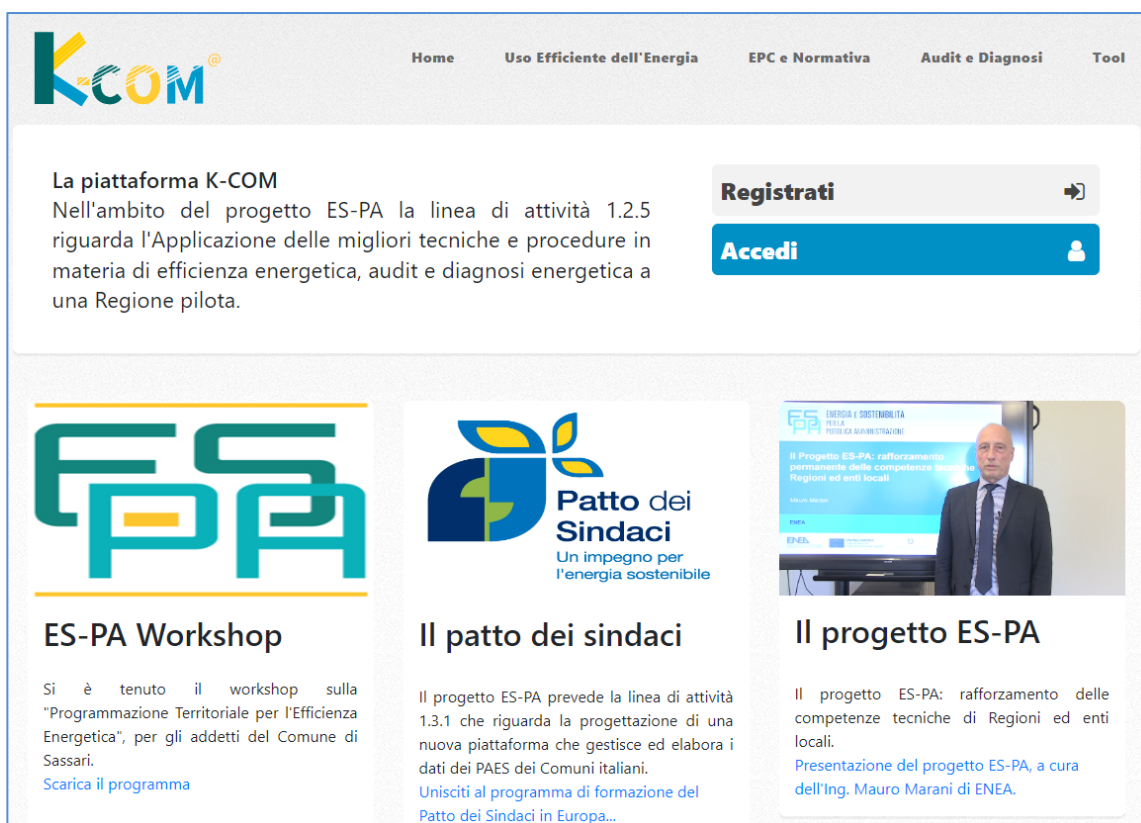 K-COM@
Home Uso Efficiente dell'Energia EPC e Normativa Audit e Diagnosi Tool
La piattaforma K-COM
Nell'ambito del progetto ES-PA la linea di attività 1.2.5
riguarda l'Applicazione delle migliori tecniche e procedure in
materia di efficienza energetica, audit e diagnosi energetica a
una Regione pilota.
Registrati
Accedi
ES
PA
ES-PA Workshop
Si è tenuto il workshop sulla
"Programmazione Territoriale per l'Efficienza
Energetica", per gli addetti del Comune di
Sassari.
Scarica il programma
Patto dei
Sindaci
Un impegno per
l'energia sostenibile
Il patto dei sindaci
Il progetto ES-PA prevede la linea di attività
1.3.1 che riguarda la progettazione di una
nuova piattaforma che gestisce ed elabora i
dati dei PAES dei Comuni italiani.
Unisciti al programma di formazione del
Patto dei Sindaci in Europa...
ES
PA
ENERGIA E SOSTENIBILITÀ
PER LA
PUBBLICA AMMINISTRAZIONE
Il Progetto ES-PA: rafforzamento
permanente delle competenze tecniche
Regioni ed enti locali
Mauro Marani
ENEA
ENEA
Il progetto ES-PA
Il progetto ES-PA: rafforzamento delle
competenze tecniche di Regioni ed enti
locali.
Presentazione del progetto ES-PA, a cura
dell'Ing. Mauro Marani di ENEA.